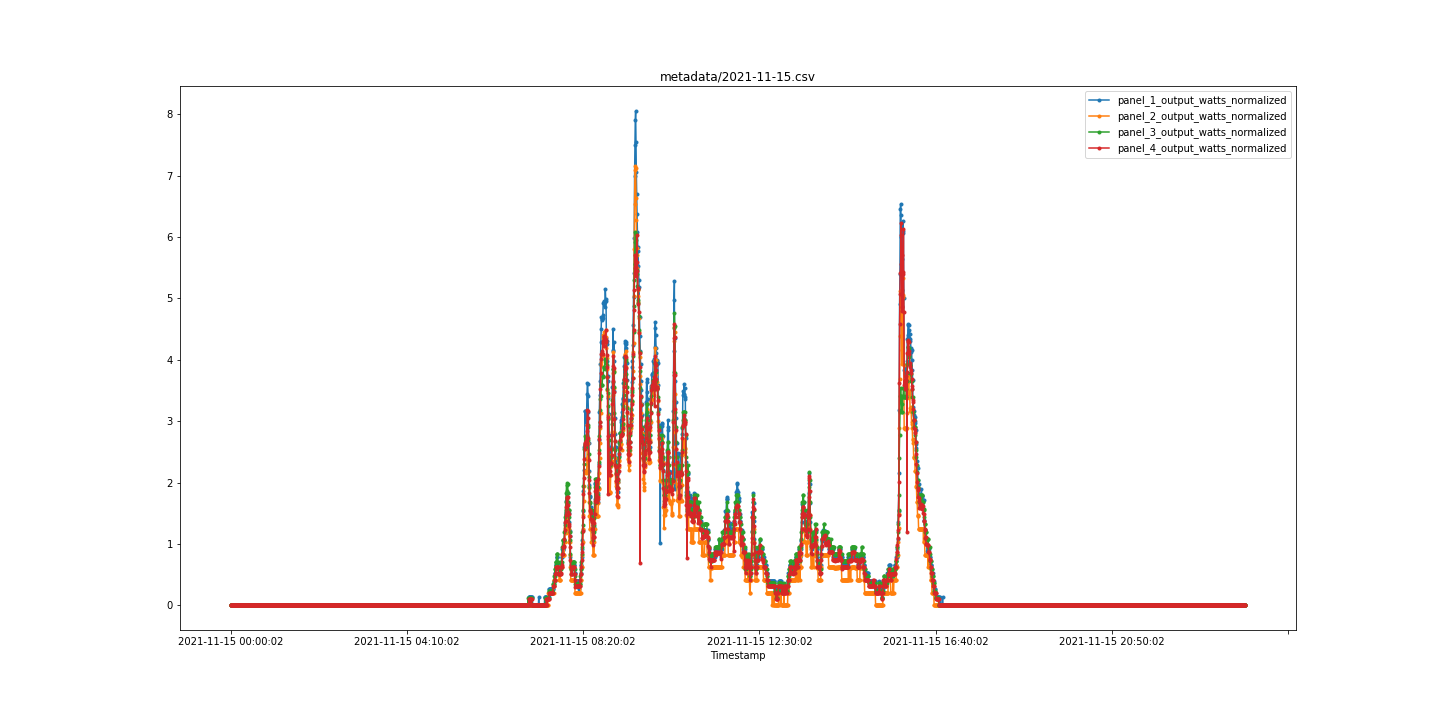 metadata/2021-11-15.csv
panel_1_output_watts_normalized
panel_2_output_watts_normalized
panel_3_output_watts_normalized
panel_4_output_watts_normalized
8
7
6
5
4
3
2
1
0
2021-11-15 00:00:02 2021-11-15 04:10:02 2021-11-15 08:20:02 2021-11-15 12:30:02 2021-11-15 16:40:02 2021-11-15 20:50:02
Timestamp